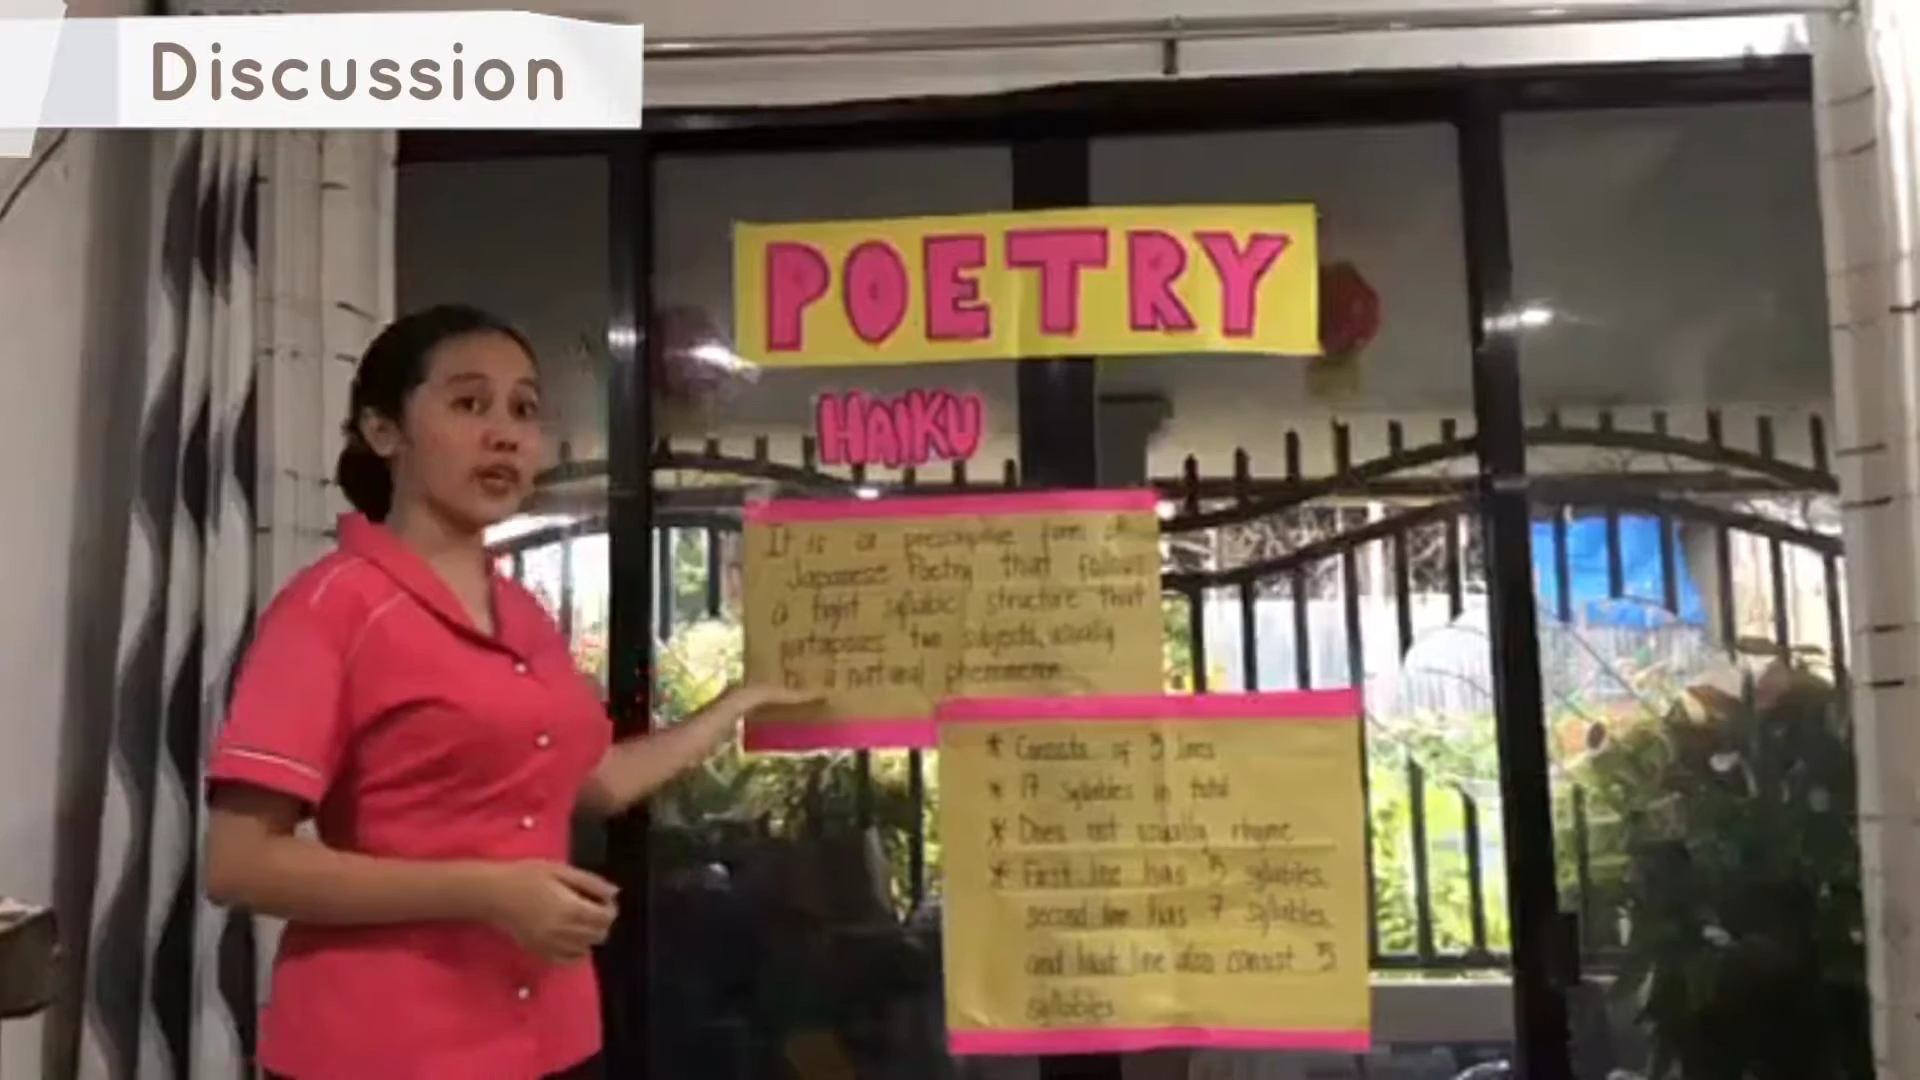 Discussion
POETRY
HAIKU
It is a prescriptive form of
Japanese Poetry that follows
a tight syllabic structure that
juxtaposes two subjects, usually
a natural phenomenon
* Consists of 3 lines
* 17 syllables in total
* Does not usually rhyme
* First line has 5 syllables,
second line has 7 syllables,
and last line also consist 5
syllables